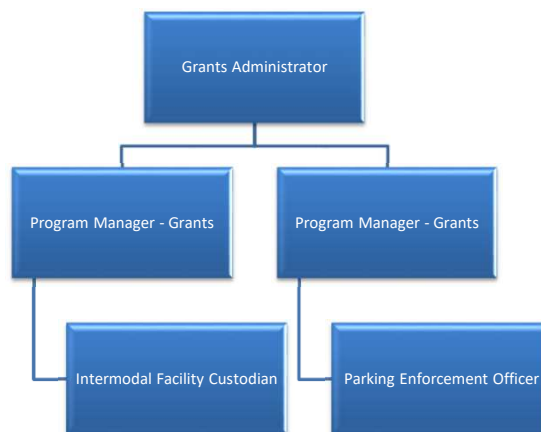 Grants Administrator
Program Manager - Grants
Program Manager - Grants
Intermodal Facility Custodian
Parking Enforcement Officer